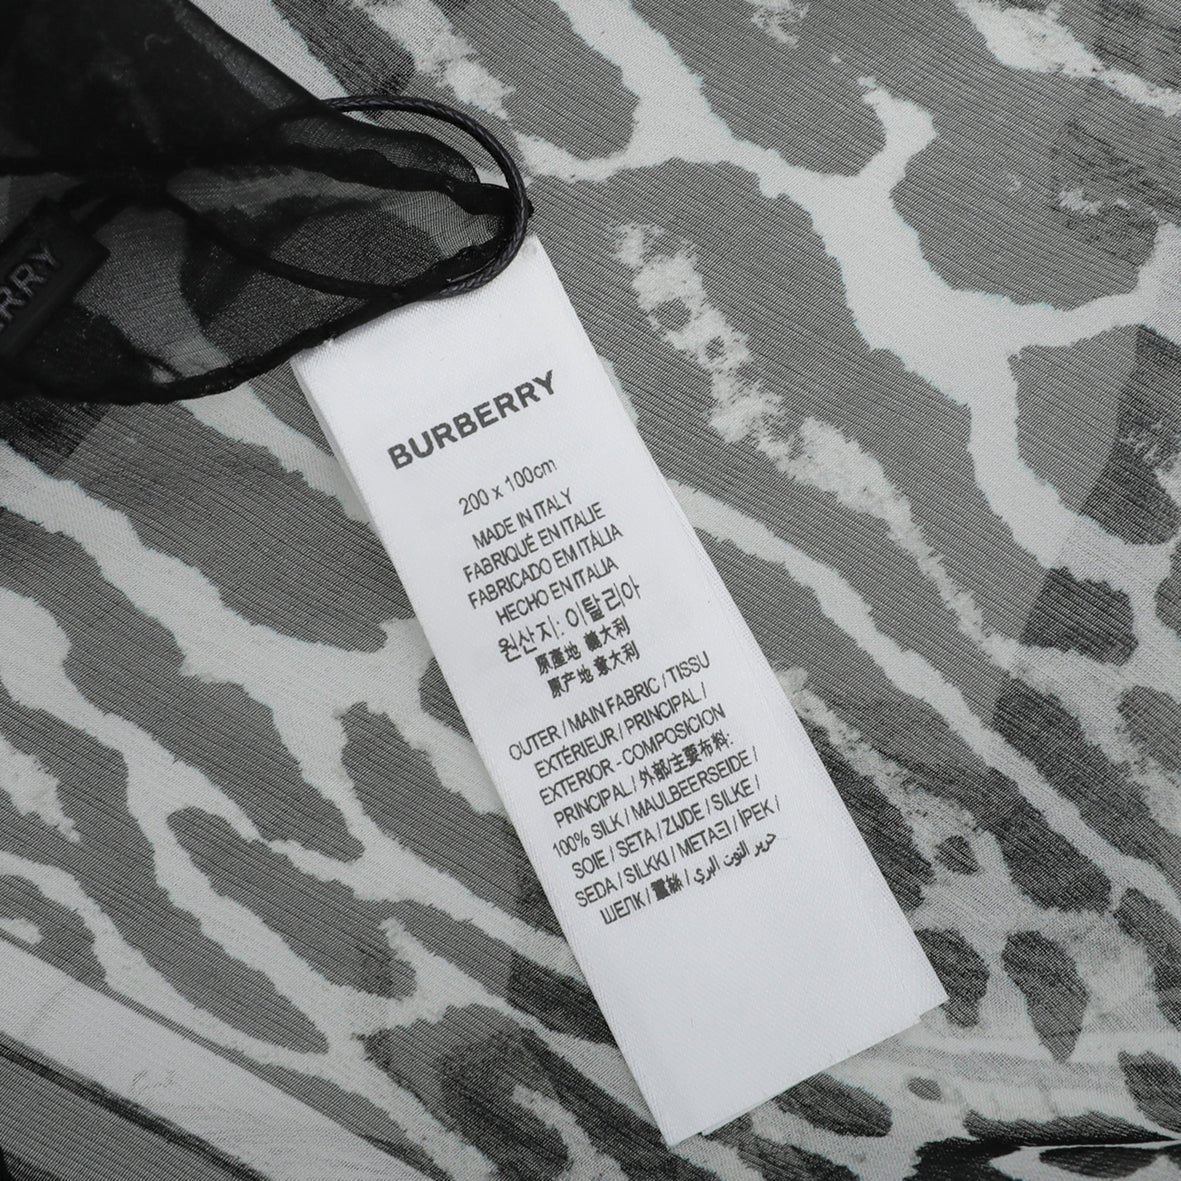 BURBERRY
200 x 100cm
MADE IN ITALY
FABRIQUÉ EN ITALIE
FABRICADO EM ITÁLIA
HECHO EN ITALIA
원산지: 이탈리아
原產地 義大利
原产地 意大利
OUTER / MAIN FABRIC / TISSU
EXTÉRIEUR / PRINCIPAL /
EXTERIOR - COMPOSICION
PRINCIPAL / 外部/主要布料:
100% SILK / MAULBEERSEIDE /
SOIE / SETA / ZIJDE / SILKE /
SEDA / SILKKI / ΜΕΤΑΞΙ / İPEK /
ШЕЛК / 蠶絲 / حرير التوت البري